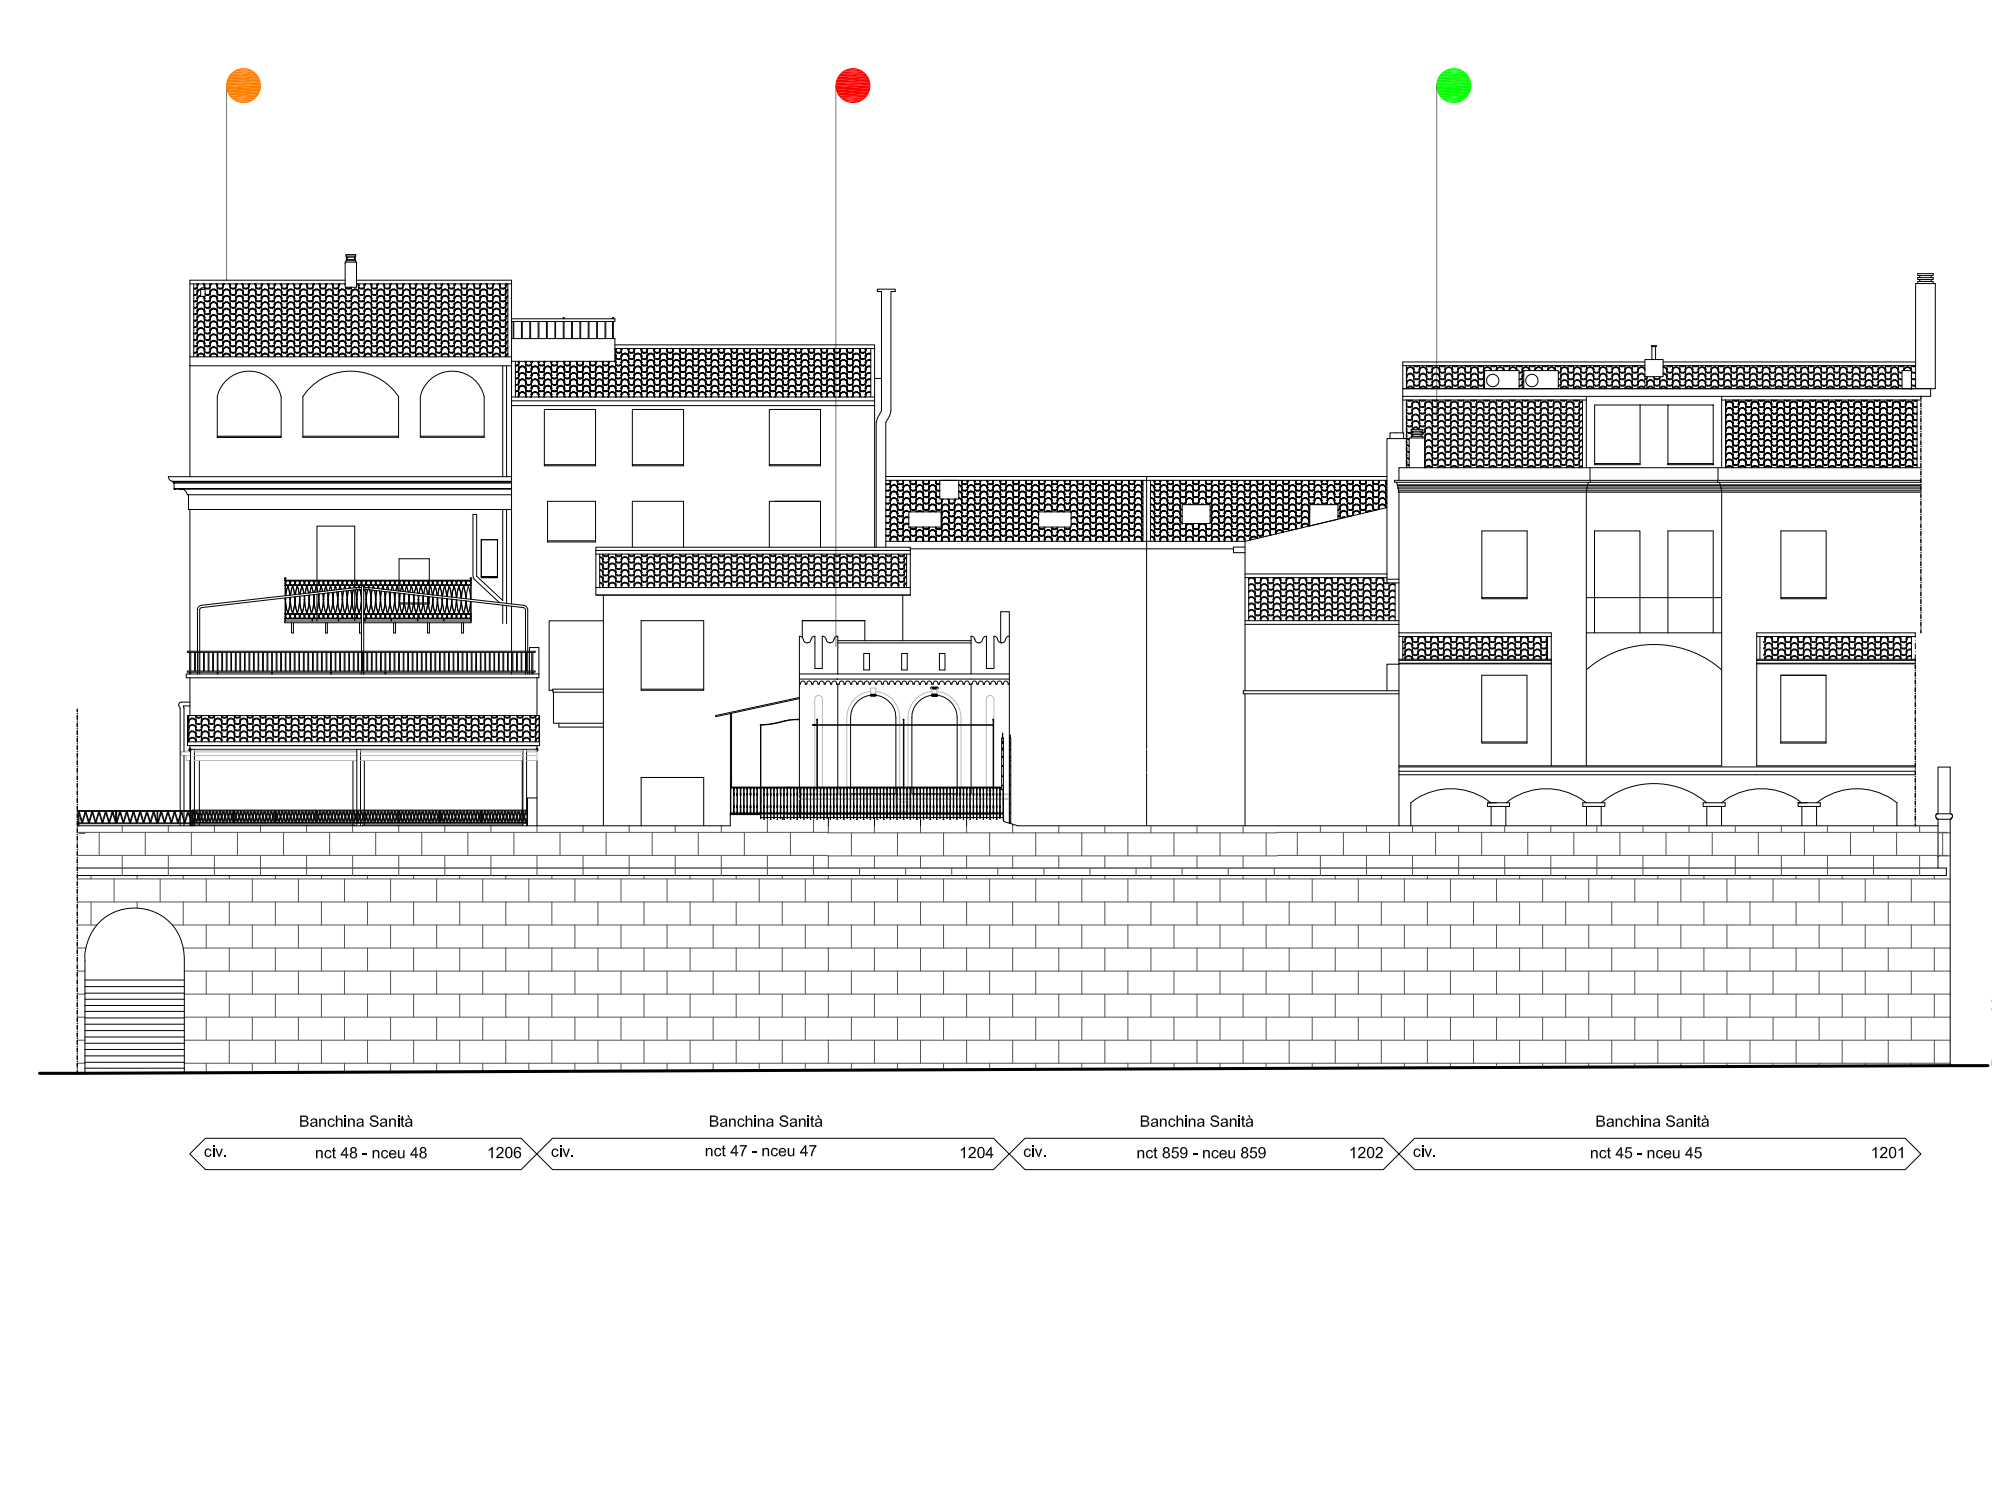 Banchina Sanità
Banchina Sanità
Banchina Sanità
Banchina Sanità
civ. nct 48 - nceu 48 1206
civ. nct 47 - nceu 47 1204
civ. nct 859 - nceu 859 1202
civ. nct 45 - nceu 45 1201